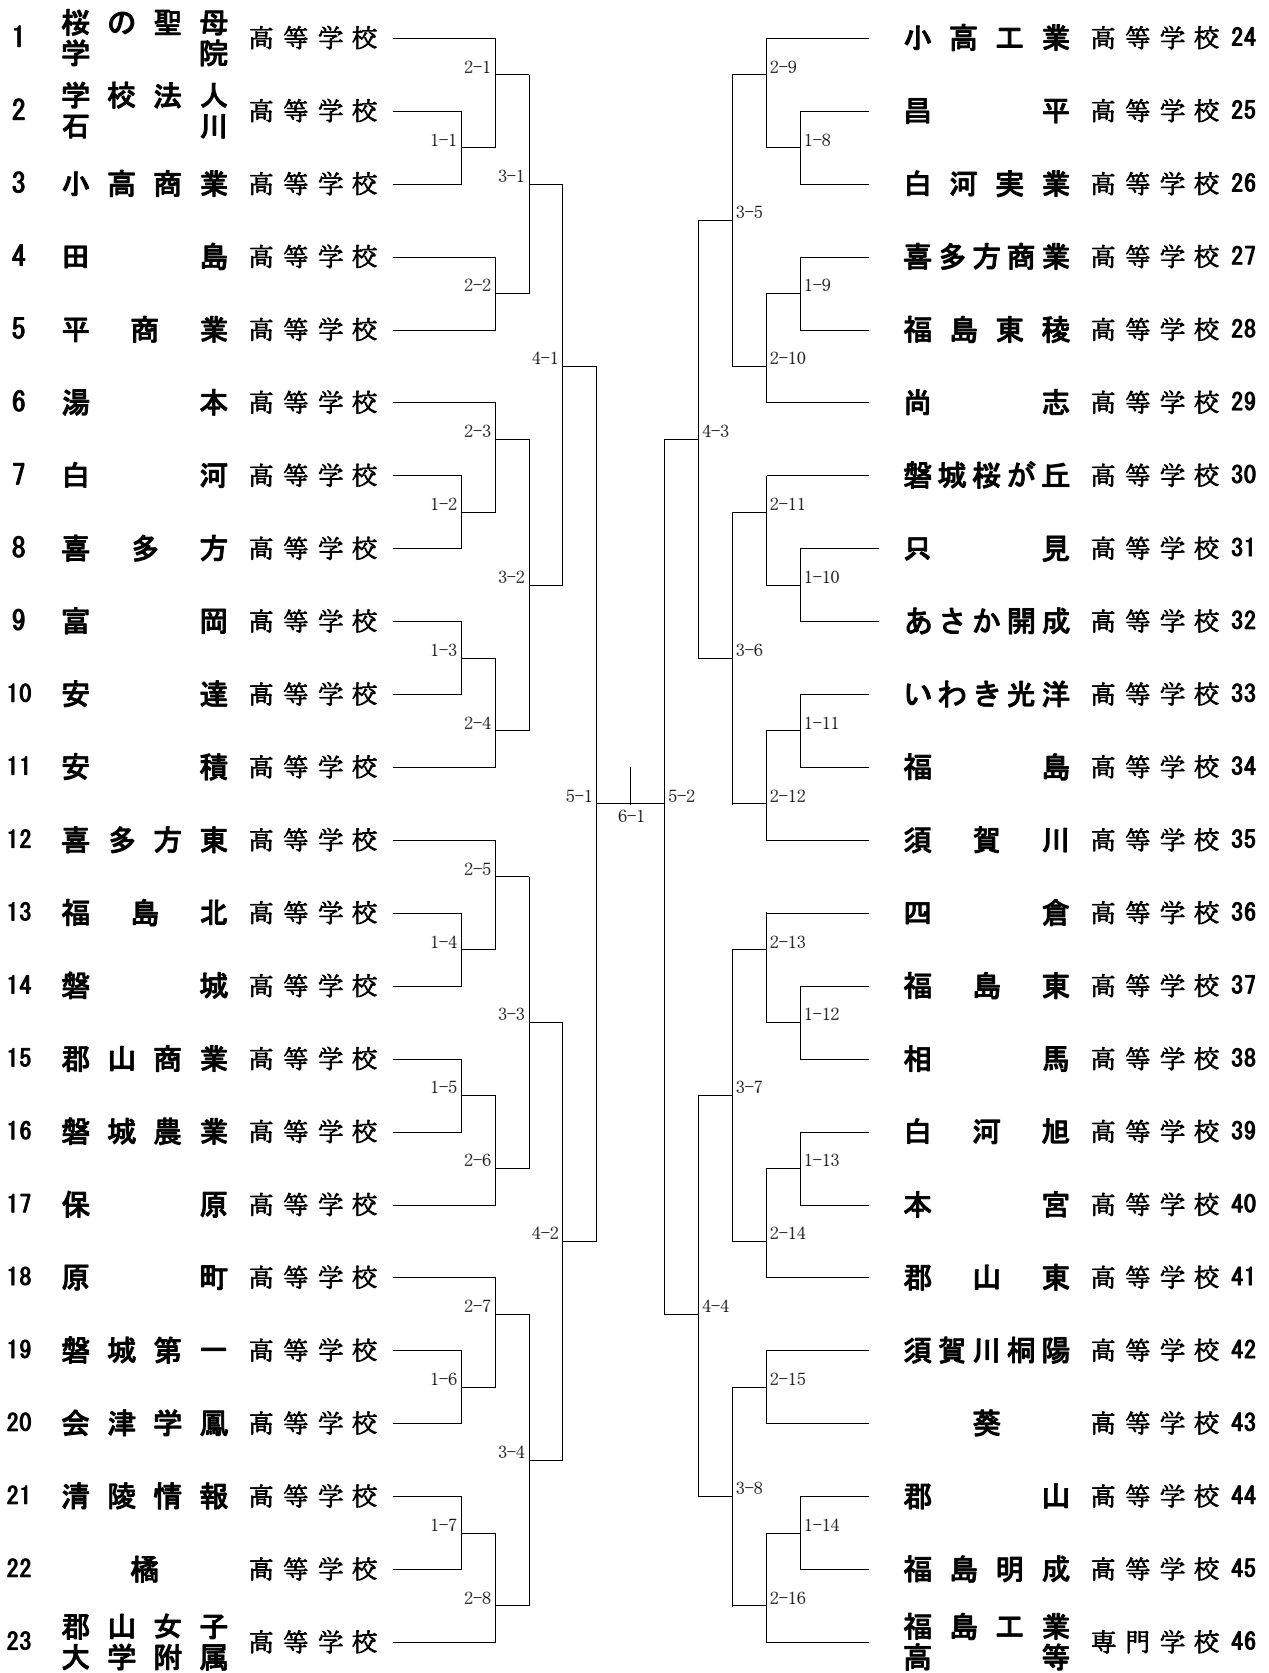 1 桜の聖母学院 高等学校
2 学校法人石川 高等学校
3 小高商業 高等学校
4 田島 高等学校
5 平商業 高等学校
6 湯本 高等学校
7 白河 高等学校
8 喜多方 高等学校
9 富岡 高等学校
10 安達 高等学校
11 安積 高等学校
12 喜多方東 高等学校
13 福島北 高等学校
14 磐城 高等学校
15 郡山商業 高等学校
16 磐城農業 高等学校
17 保原 高等学校
18 原町 高等学校
19 磐城第一 高等学校
20 会津学鳳 高等学校
21 清陵情報 高等学校
22 橘 高等学校
23 郡山女子大学附属 高等学校
2-1
1-1
3-1
2-2
4-1
2-3
1-2
3-2
1-3
2-4
5-1
6-1
2-5
1-4
3-3
1-5
2-6
4-2
2-7
1-6
3-4
1-7
2-8
2-9
1-8
3-5
1-9
2-10
4-3
2-11
1-10
3-6
1-11
2-12
5-2
2-13
1-12
3-7
1-13
2-14
4-4
2-15
3-8
1-14
2-16
小高工業 高等学校 24
昌平 高等学校 25
白河実業 高等学校 26
喜多方商業 高等学校 27
福島東稜 高等学校 28
尚志 高等学校 29
磐城桜が丘 高等学校 30
只見 高等学校 31
あさか開成 高等学校 32
いわき光洋 高等学校 33
福島 高等学校 34
須賀川 高等学校 35
四倉 高等学校 36
福島東 高等学校 37
相馬 高等学校 38
白河旭 高等学校 39
本宮 高等学校 40
郡山東 高等学校 41
須賀川桐陽 高等学校 42
葵 高等学校 43
郡山 高等学校 44
福島明成 高等学校 45
福島工業高等 専門学校 46